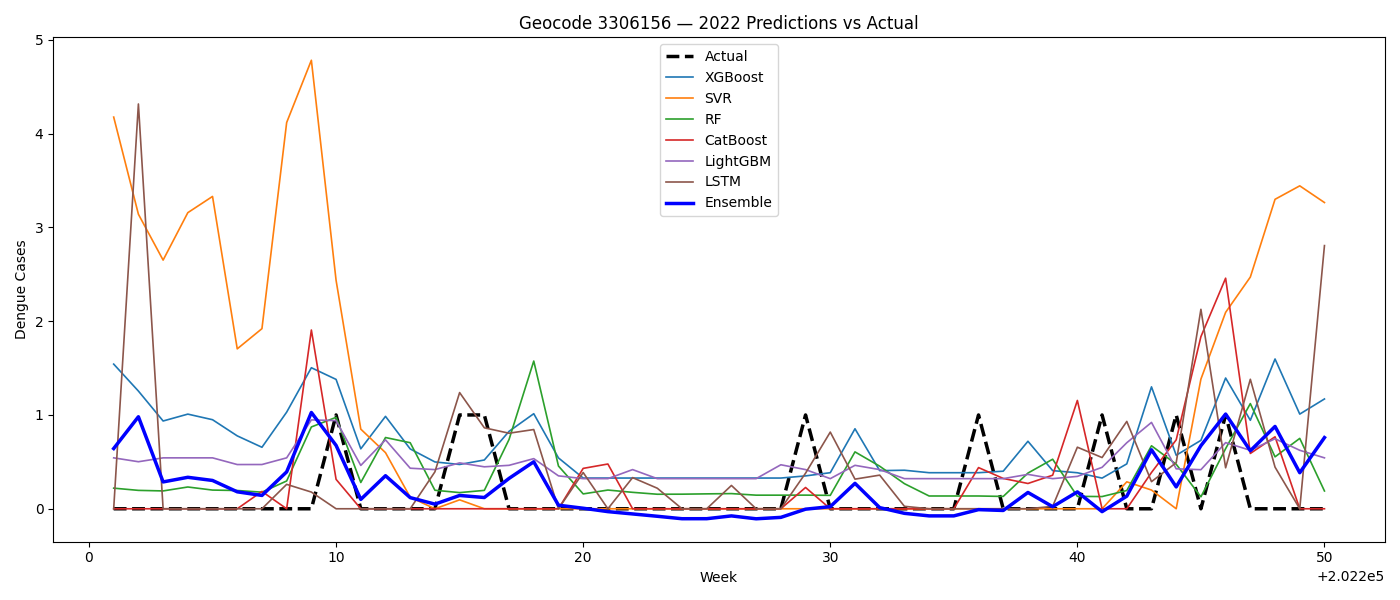 Geocode 3306156 — 2022 Predictions vs Actual
Dengue Cases
5
4
3
2
1
0
Actual
XGBoost
SVR
RF
CatBoost
LightGBM
LSTM
Ensemble
0 10 20 30 40 50
Week
+2.022e5